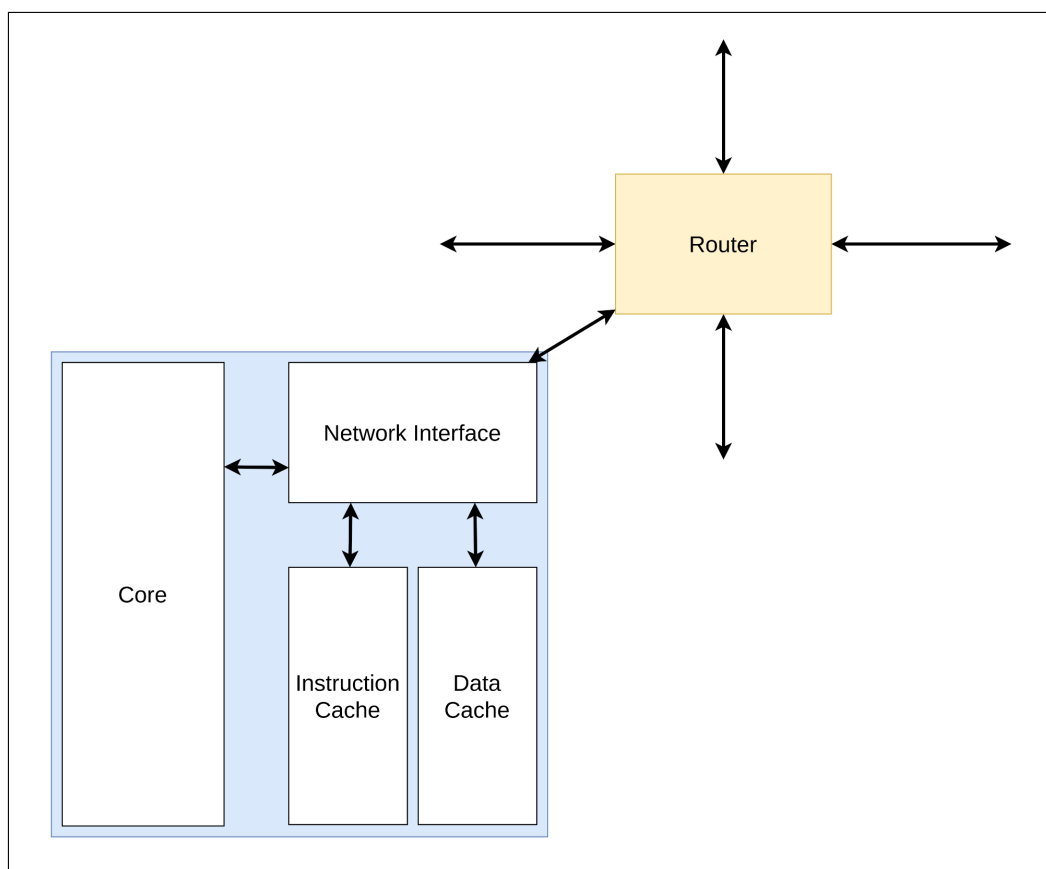 Router
Network Interface
Core
Instruction
Cache
Data
Cache